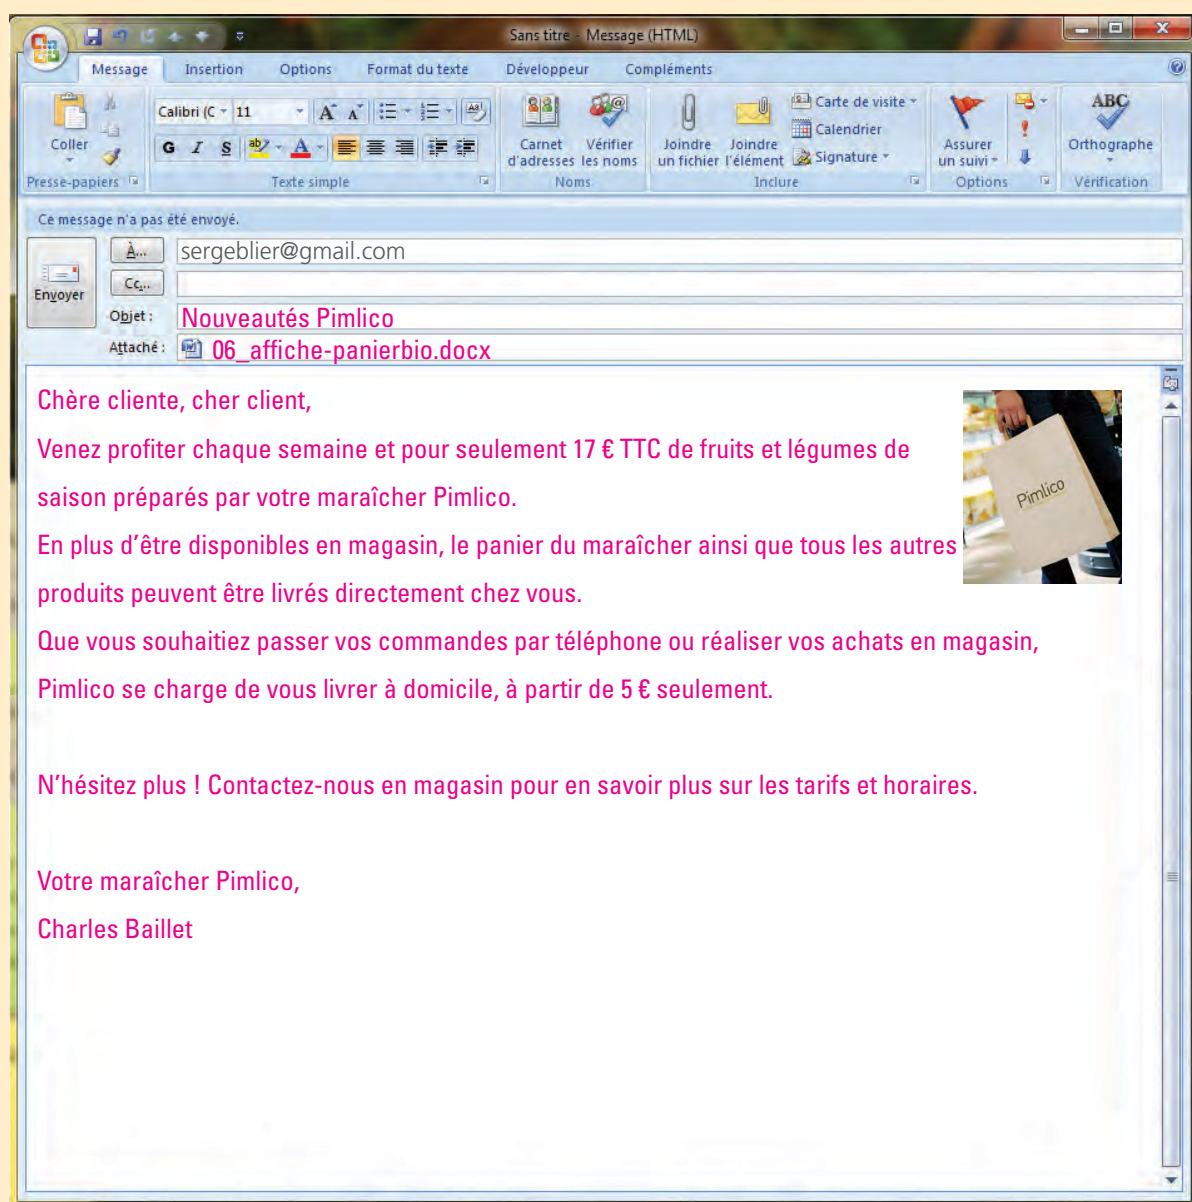 Sans titre - Message (HTML)
Message Insertion Options Format du texte Développeur Compléments
Coller
Presse-papiers
Calibri (C 11
G I S
Texte simple
Carnet d'adresses
Vérifier les noms
Noms
Joindre un fichier
Joindre l'élément
Carte de visite
Calendrier
Signature
Inclure
Assurer un suivi
Options
ABC
Orthographe
Vérification
Ce message n'a pas été envoyé.
Envoyer
À... sergeblier@gmail.com
Cc...
Objet : Nouveautés Pimlico
Attaché : 06_affiche-panierbio.docx
Chère cliente, cher client,
Venez profiter chaque semaine et pour seulement 17 € TTC de fruits et légumes de
saison préparés par votre maraîcher Pimlico.
En plus d’être disponibles en magasin, le panier du maraîcher ainsi que tous les autres
produits peuvent être livrés directement chez vous.
Que vous souhaitiez passer vos commandes par téléphone ou réaliser vos achats en magasin,
Pimlico se charge de vous livrer à domicile, à partir de 5 € seulement.
N’hésitez plus ! Contactez-nous en magasin pour en savoir plus sur les tarifs et horaires.
Votre maraîcher Pimlico,
Charles Baillet
Pimlico